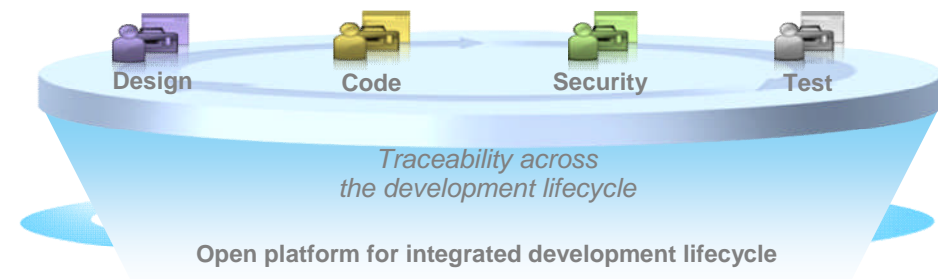 Design
Code
Security
Test
Traceability across
the development lifecycle
Open platform for integrated development lifecycle